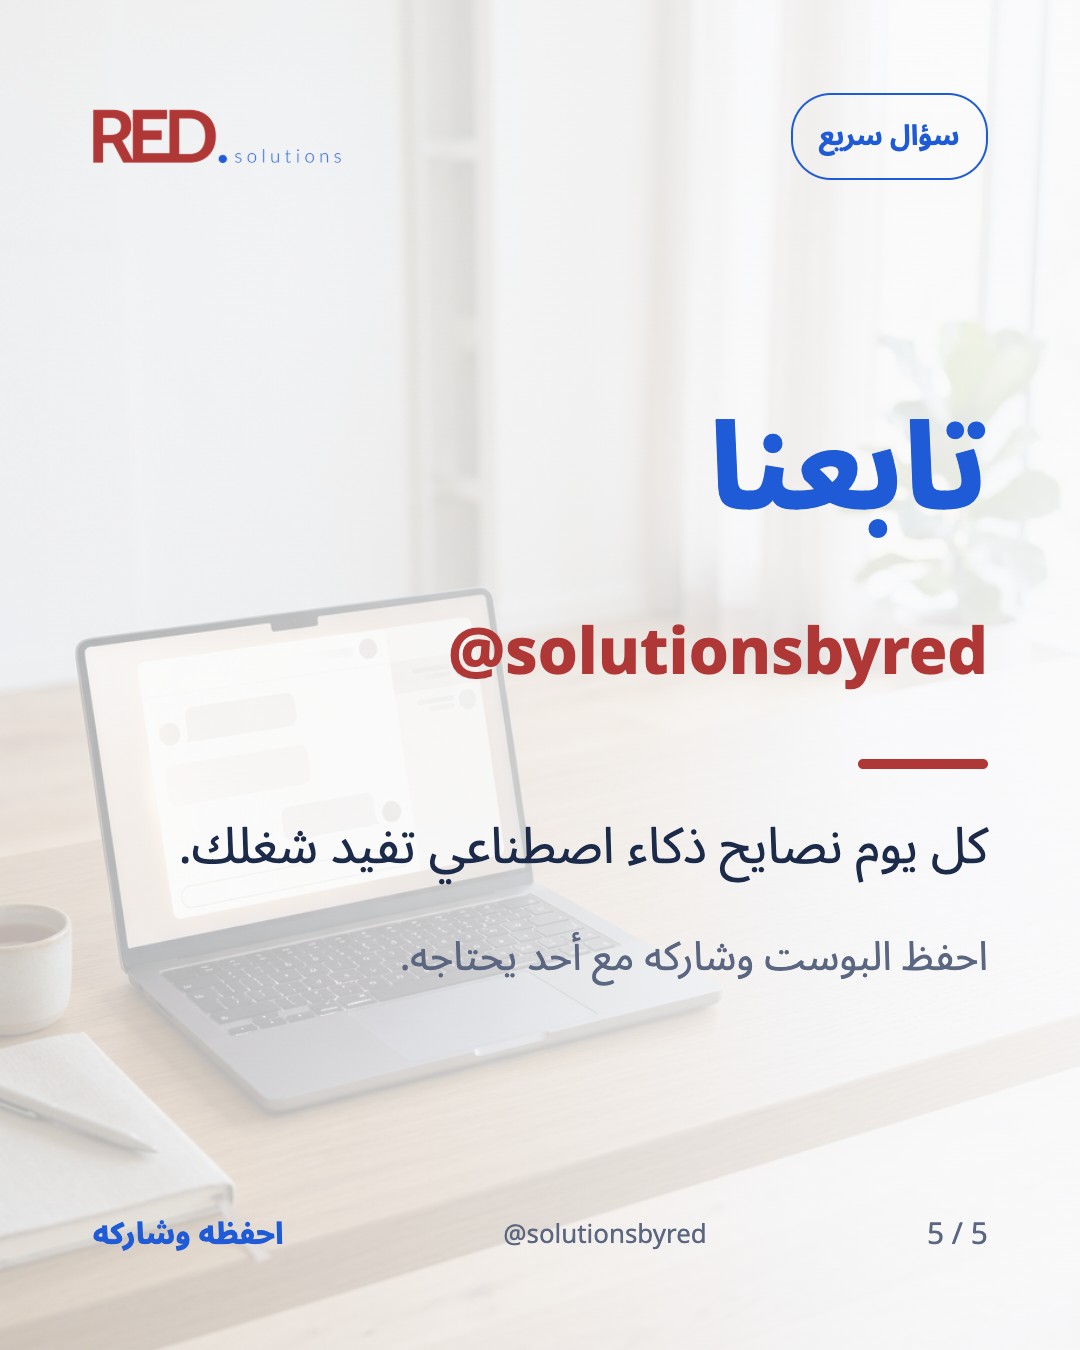 RED.solutions
سؤال سريع
تابعنا
@solutionsbyred
كل يوم نصايح ذكاء اصطناعي تفيد شغلك.
احفظ البوست وشاركه مع أحد يحتاجه.
احفظه وشاركه
@solutionsbyred
5 / 5